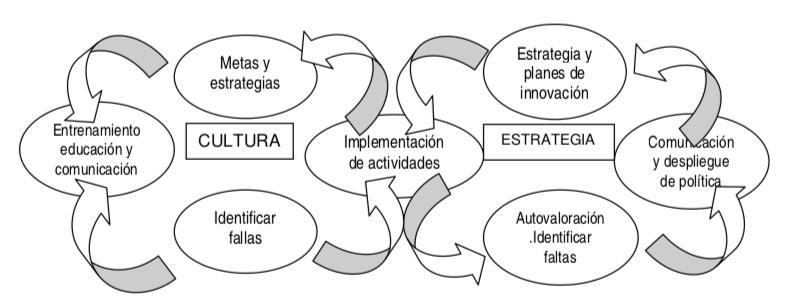 Metas y
estrategias
Estrategia y
planes de
innovación
Entrenamiento
educación y
comunicación
CULTURA
Implementación
de actividades
ESTRATEGIA
Comunicación
y despliegue
de política
Identificar
fallas
Autovaloración
.Identificar
faltas